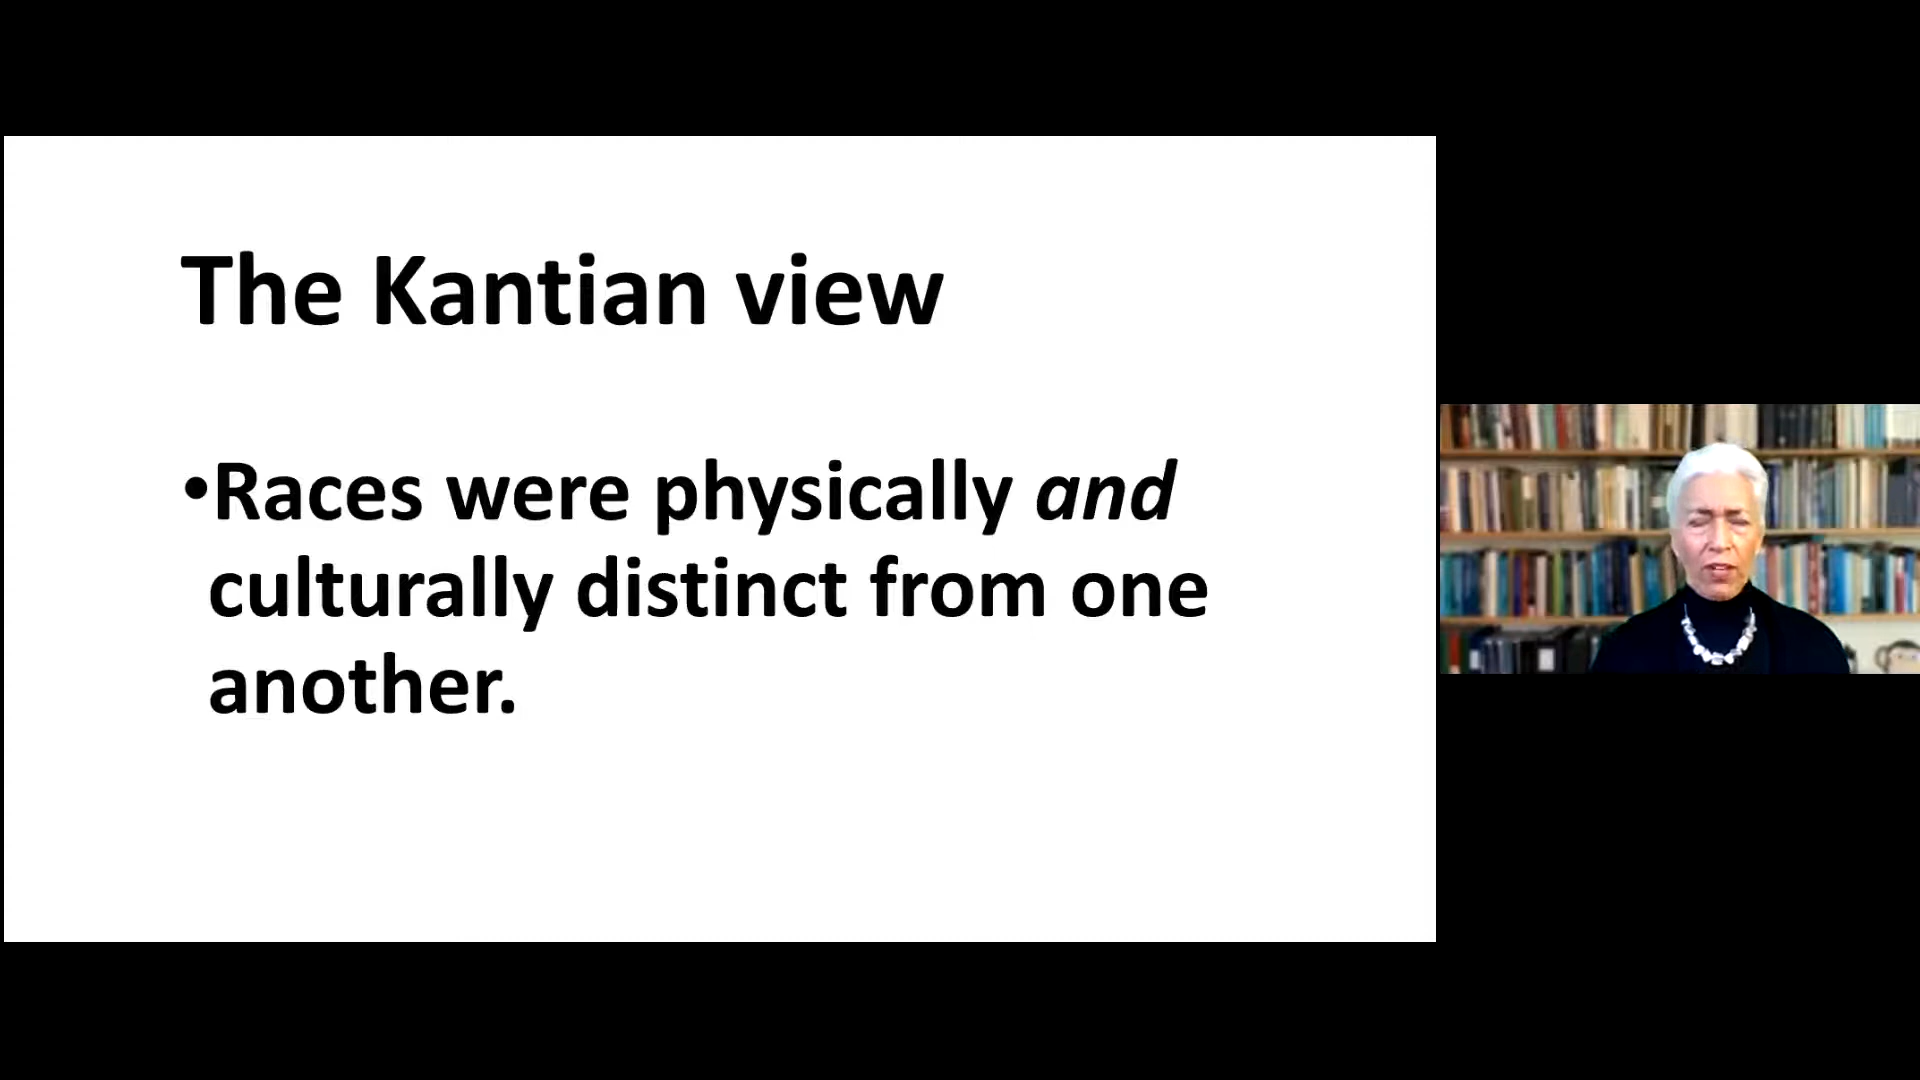 The Kantian view
•Races were physically and
culturally distinct from one
another.